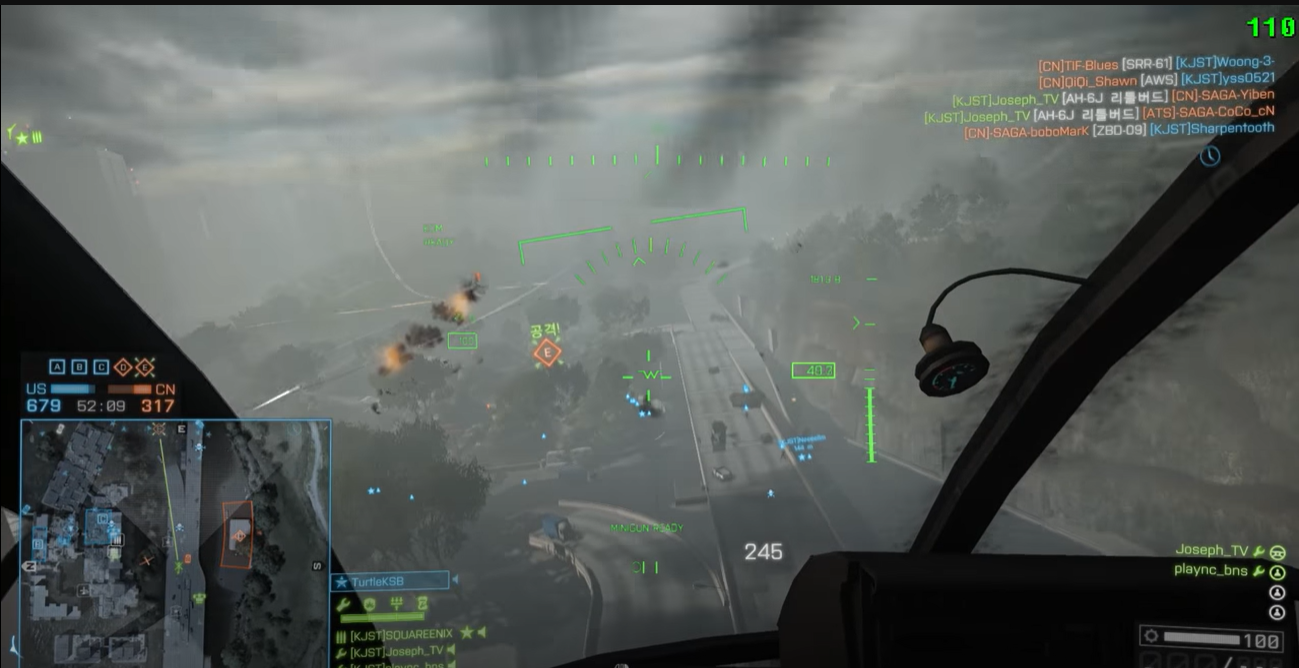 110
[CN]TIF-Blues [SRR-61] [KJST]Woong-3-
[CN]QiQi_Shawn [AWS] [KJST]yss0521
[KJST]Joseph_TV [AH-6J 리틀버드] [CN]-SAGA-Yiben
[KJST]Joseph_TV [AH-6J 리틀버드] [ATS]-SAGA-CoCo_cN
[CN]-SAGA-boboMarK [ZBD-09] [KJST]Sharpentooth
공격!
E
A B C D E
US CN
679 52:09 317
E
S
MINIGUN READY
245
TurtleKSB
[KJST]SQUAREENIX
[KJST]Joseph_TV
[KJST]plaync_bns
Joseph_TV
plaync_bns
100